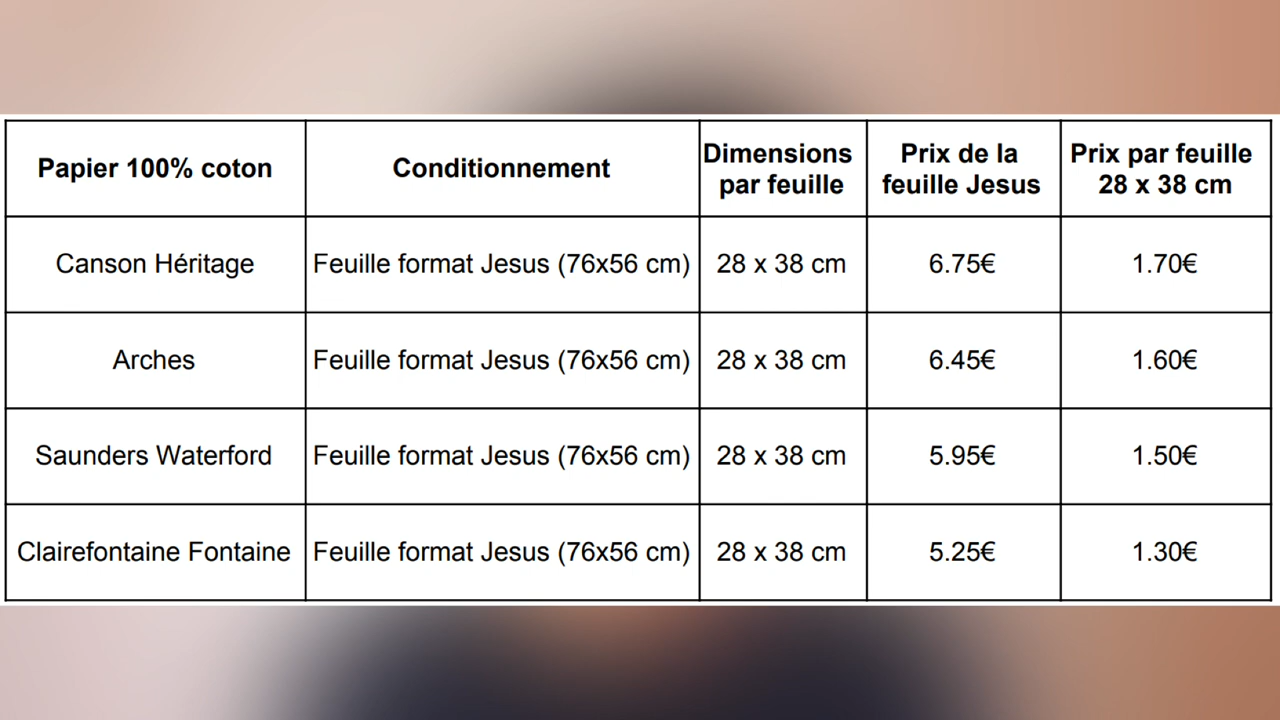 Papier 100% coton
Conditionnement
Dimensions
par feuille
Prix de la
feuille Jesus
Prix par feuille
28 x 38 cm
Canson Héritage
Feuille format Jesus (76x56 cm)
28 x 38 cm
6.75€
1.70€
Arches
Feuille format Jesus (76x56 cm)
28 x 38 cm
6.45€
1.60€
Saunders Waterford
Feuille format Jesus (76x56 cm)
28 x 38 cm
5.95€
1.50€
Clairefontaine Fontaine
Feuille format Jesus (76x56 cm)
28 x 38 cm
5.25€
1.30€